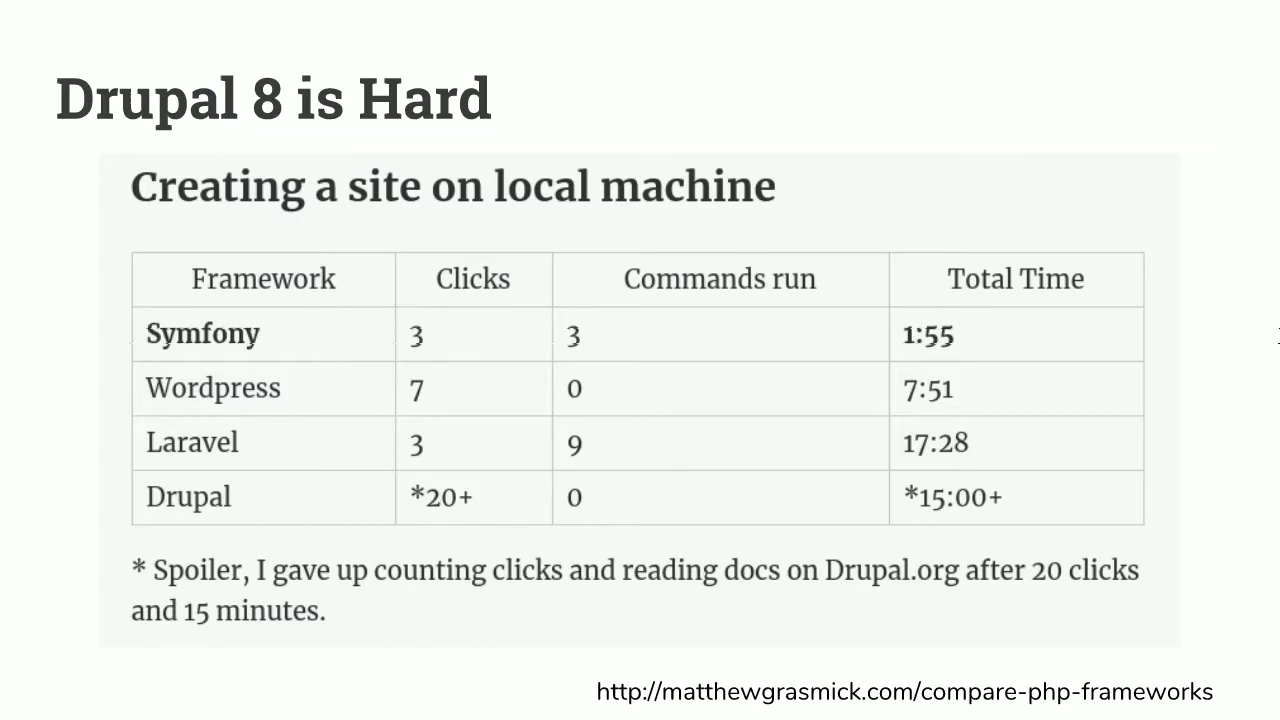 Drupal 8 is Hard
Creating a site on local machine
Framework Clicks Commands run Total Time
Symfony 3 3 1:55
Wordpress 7 0 7:51
Laravel 3 9 17:28
Drupal *20+ 0 *15:00+
* Spoiler, I gave up counting clicks and reading docs on Drupal.org after 20 clicks
and 15 minutes.
http://matthewgrasmick.com/compare-php-frameworks